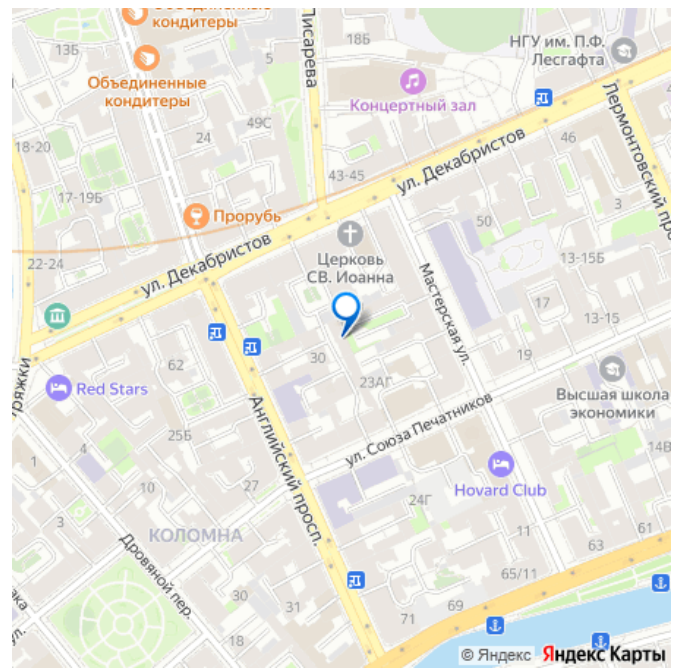 Объединенные
кондитеры
13Б
Объединенные
кондитеры
5
Писарева
18Б
НГУ им. П.Ф.
Лесгафта
Концертный зал
24
49С
18-20
17-19Б
Прорубь
43-45
ул. Декабристов
46
Лермонтовский
3
50
Церковь
СВ. Иоанна
22-24
ул. Декабристов
13-15Б
Мастерская ул.
17
13-15
62
30
19
Red Stars
23АГ
Высшая школа
экономики
Английский просп.
ул. Союза Печатников
25Б
4
1
10
27
Hovard Club
14В
24Г
КОЛОМНА
3
11
61
63
Дровяной пер.
30
31
65/11
69
71
18
ул.
© Яндекс Яндекс Карты